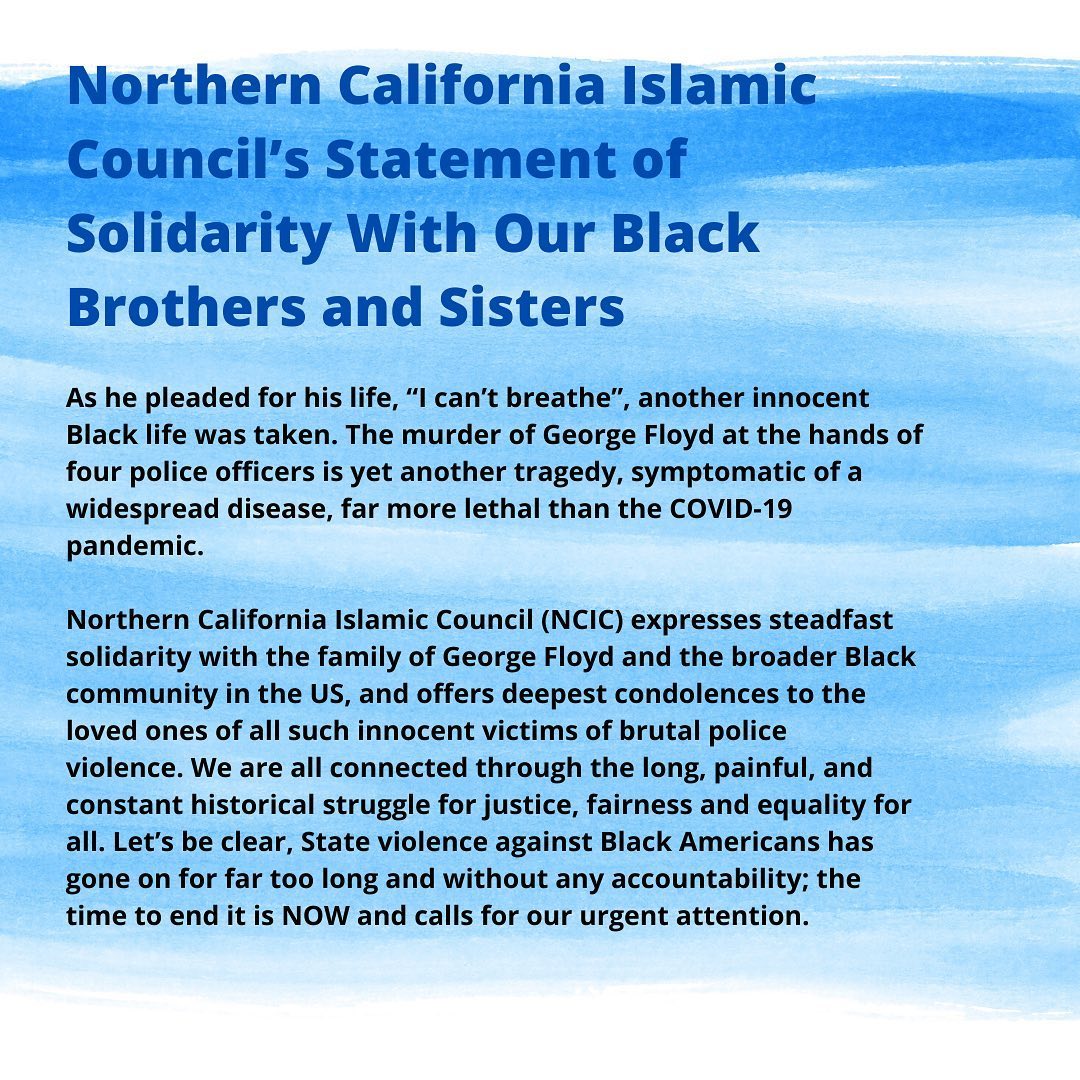 Northern California Islamic
Council’s Statement of
Solidarity With Our Black
Brothers and Sisters
As he pleaded for his life, “I can’t breathe”, another innocent
Black life was taken. The murder of George Floyd at the hands of
four police officers is yet another tragedy, symptomatic of a
widespread disease, far more lethal than the COVID-19
pandemic.
Northern California Islamic Council (NCIC) expresses steadfast
solidarity with the family of George Floyd and the broader Black
community in the US, and offers deepest condolences to the
loved ones of all such innocent victims of brutal police
violence. We are all connected through the long, painful, and
constant historical struggle for justice, fairness and equality for
all. Let’s be clear, State violence against Black Americans has
gone on for far too long and without any accountability; the
time to end it is NOW and calls for our urgent attention.